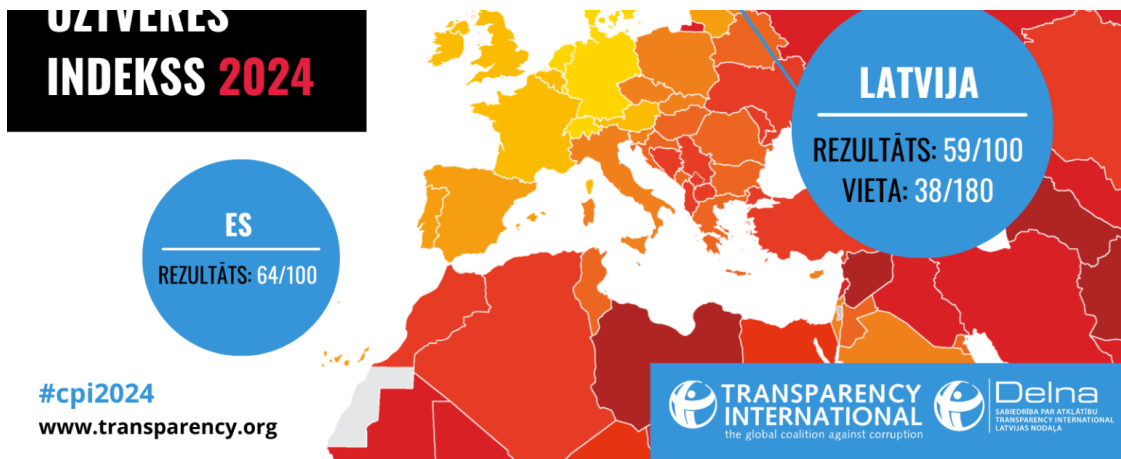 UZTVERES
INDEKSS 2024
LATVIJA
REZULTĀTS: 59/100
VIETA: 38/180
ES
REZULTĀTS: 64/100
#cpi2024
www.transparency.org
TRANSPARENCY
INTERNATIONAL
the global coalition against corruption
Delna
SABIEDRĪBA PAR ATKLĀTĪBU
TRANSPARENCY INTERNATIONAL
LATVIJAS NODAĻA